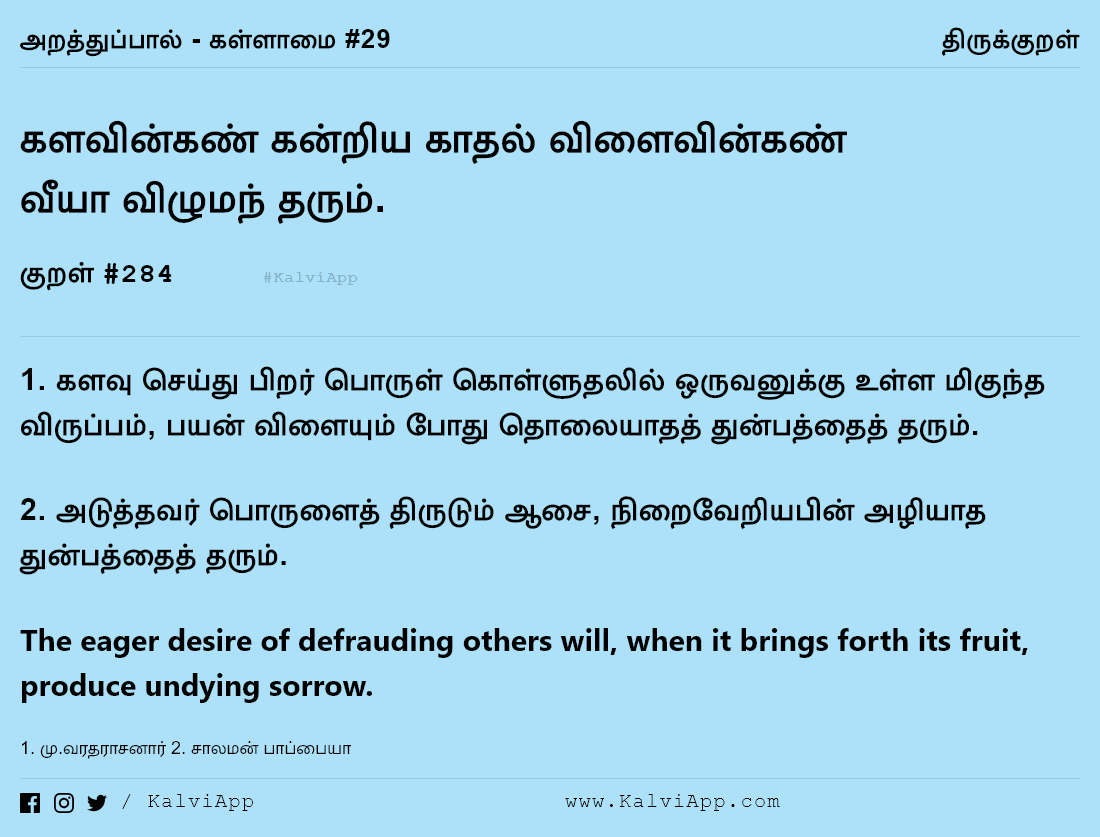 அறத்துப்பால் - கள்ளாமை #29
திருக்குறள்
களவின்கண் கன்றிய காதல் விளைவின்கண்
வீயா விழுமந் தரும்.
குறள் #284
#KalviApp
1. களவு செய்து பிறர் பொருள் கொள்ளுதலில் ஒருவனுக்கு உள்ள மிகுந்த
விருப்பம், பயன் விளையும் போது தொலையாதத் துன்பத்தைத் தரும்.
2. அடுத்தவர் பொருளைத் திருடும் ஆசை, நிறைவேறியபின் அழியாத
துன்பத்தைத் தரும்.
The eager desire of defrauding others will, when it brings forth its fruit,
produce undying sorrow.
1. மு.வரதராசனார் 2. சாலமன் பாப்பையா
/ KalviApp
www.KalviApp.com